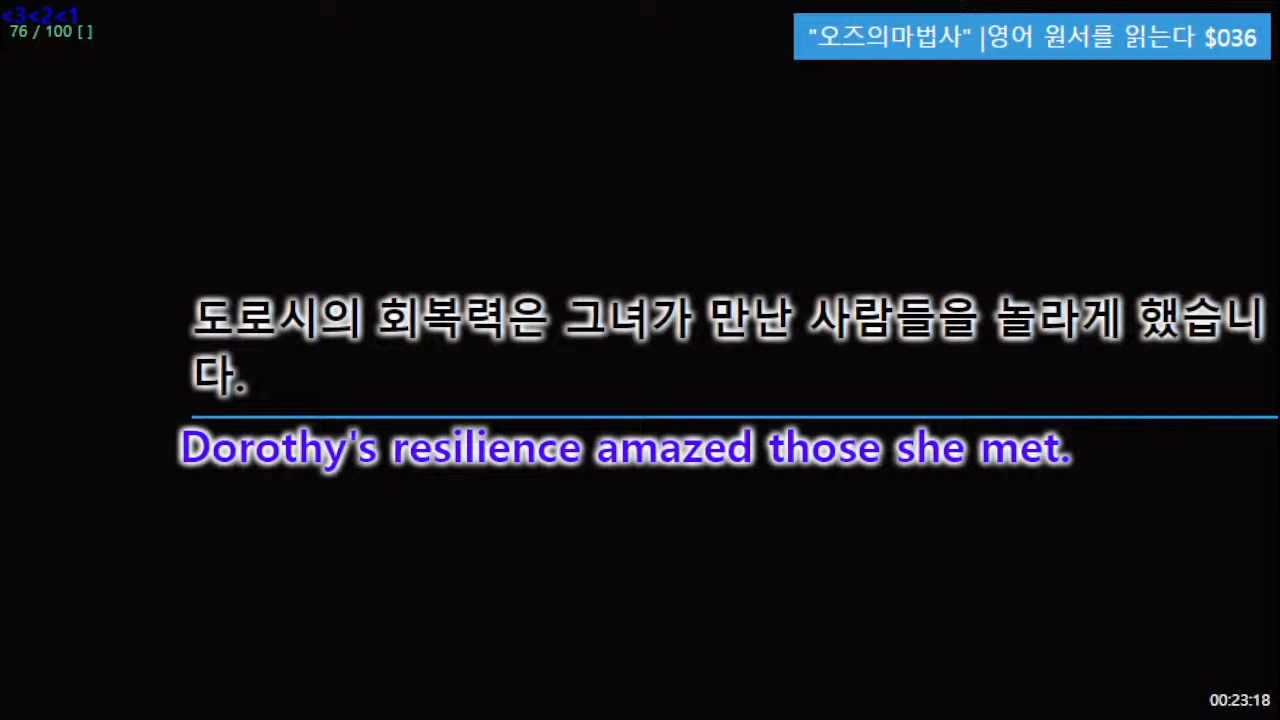 <3<2<1
76 / 100 [ ]
"오즈의마법사" |영어 원서를 읽는다 $036
도로시의 회복력은 그녀가 만난 사람들을 놀라게 했습니
다.
Dorothy's resilience amazed those she met.
00:23:18